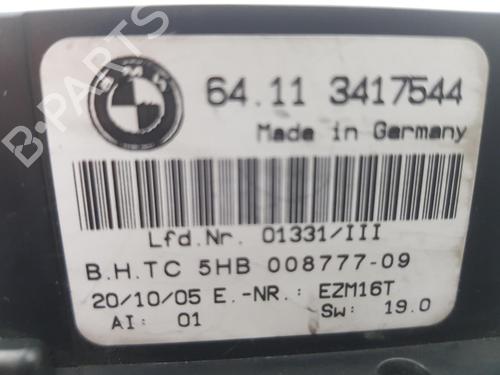 B-PARTS
BMW
64.11 3417544
Made in Germany
Lfd.Nr. 01331/III
B.H.TC 5HB 008777-09
20/10/05 E.-NR.: EZM16T
AI: 01 Sw: 19.0